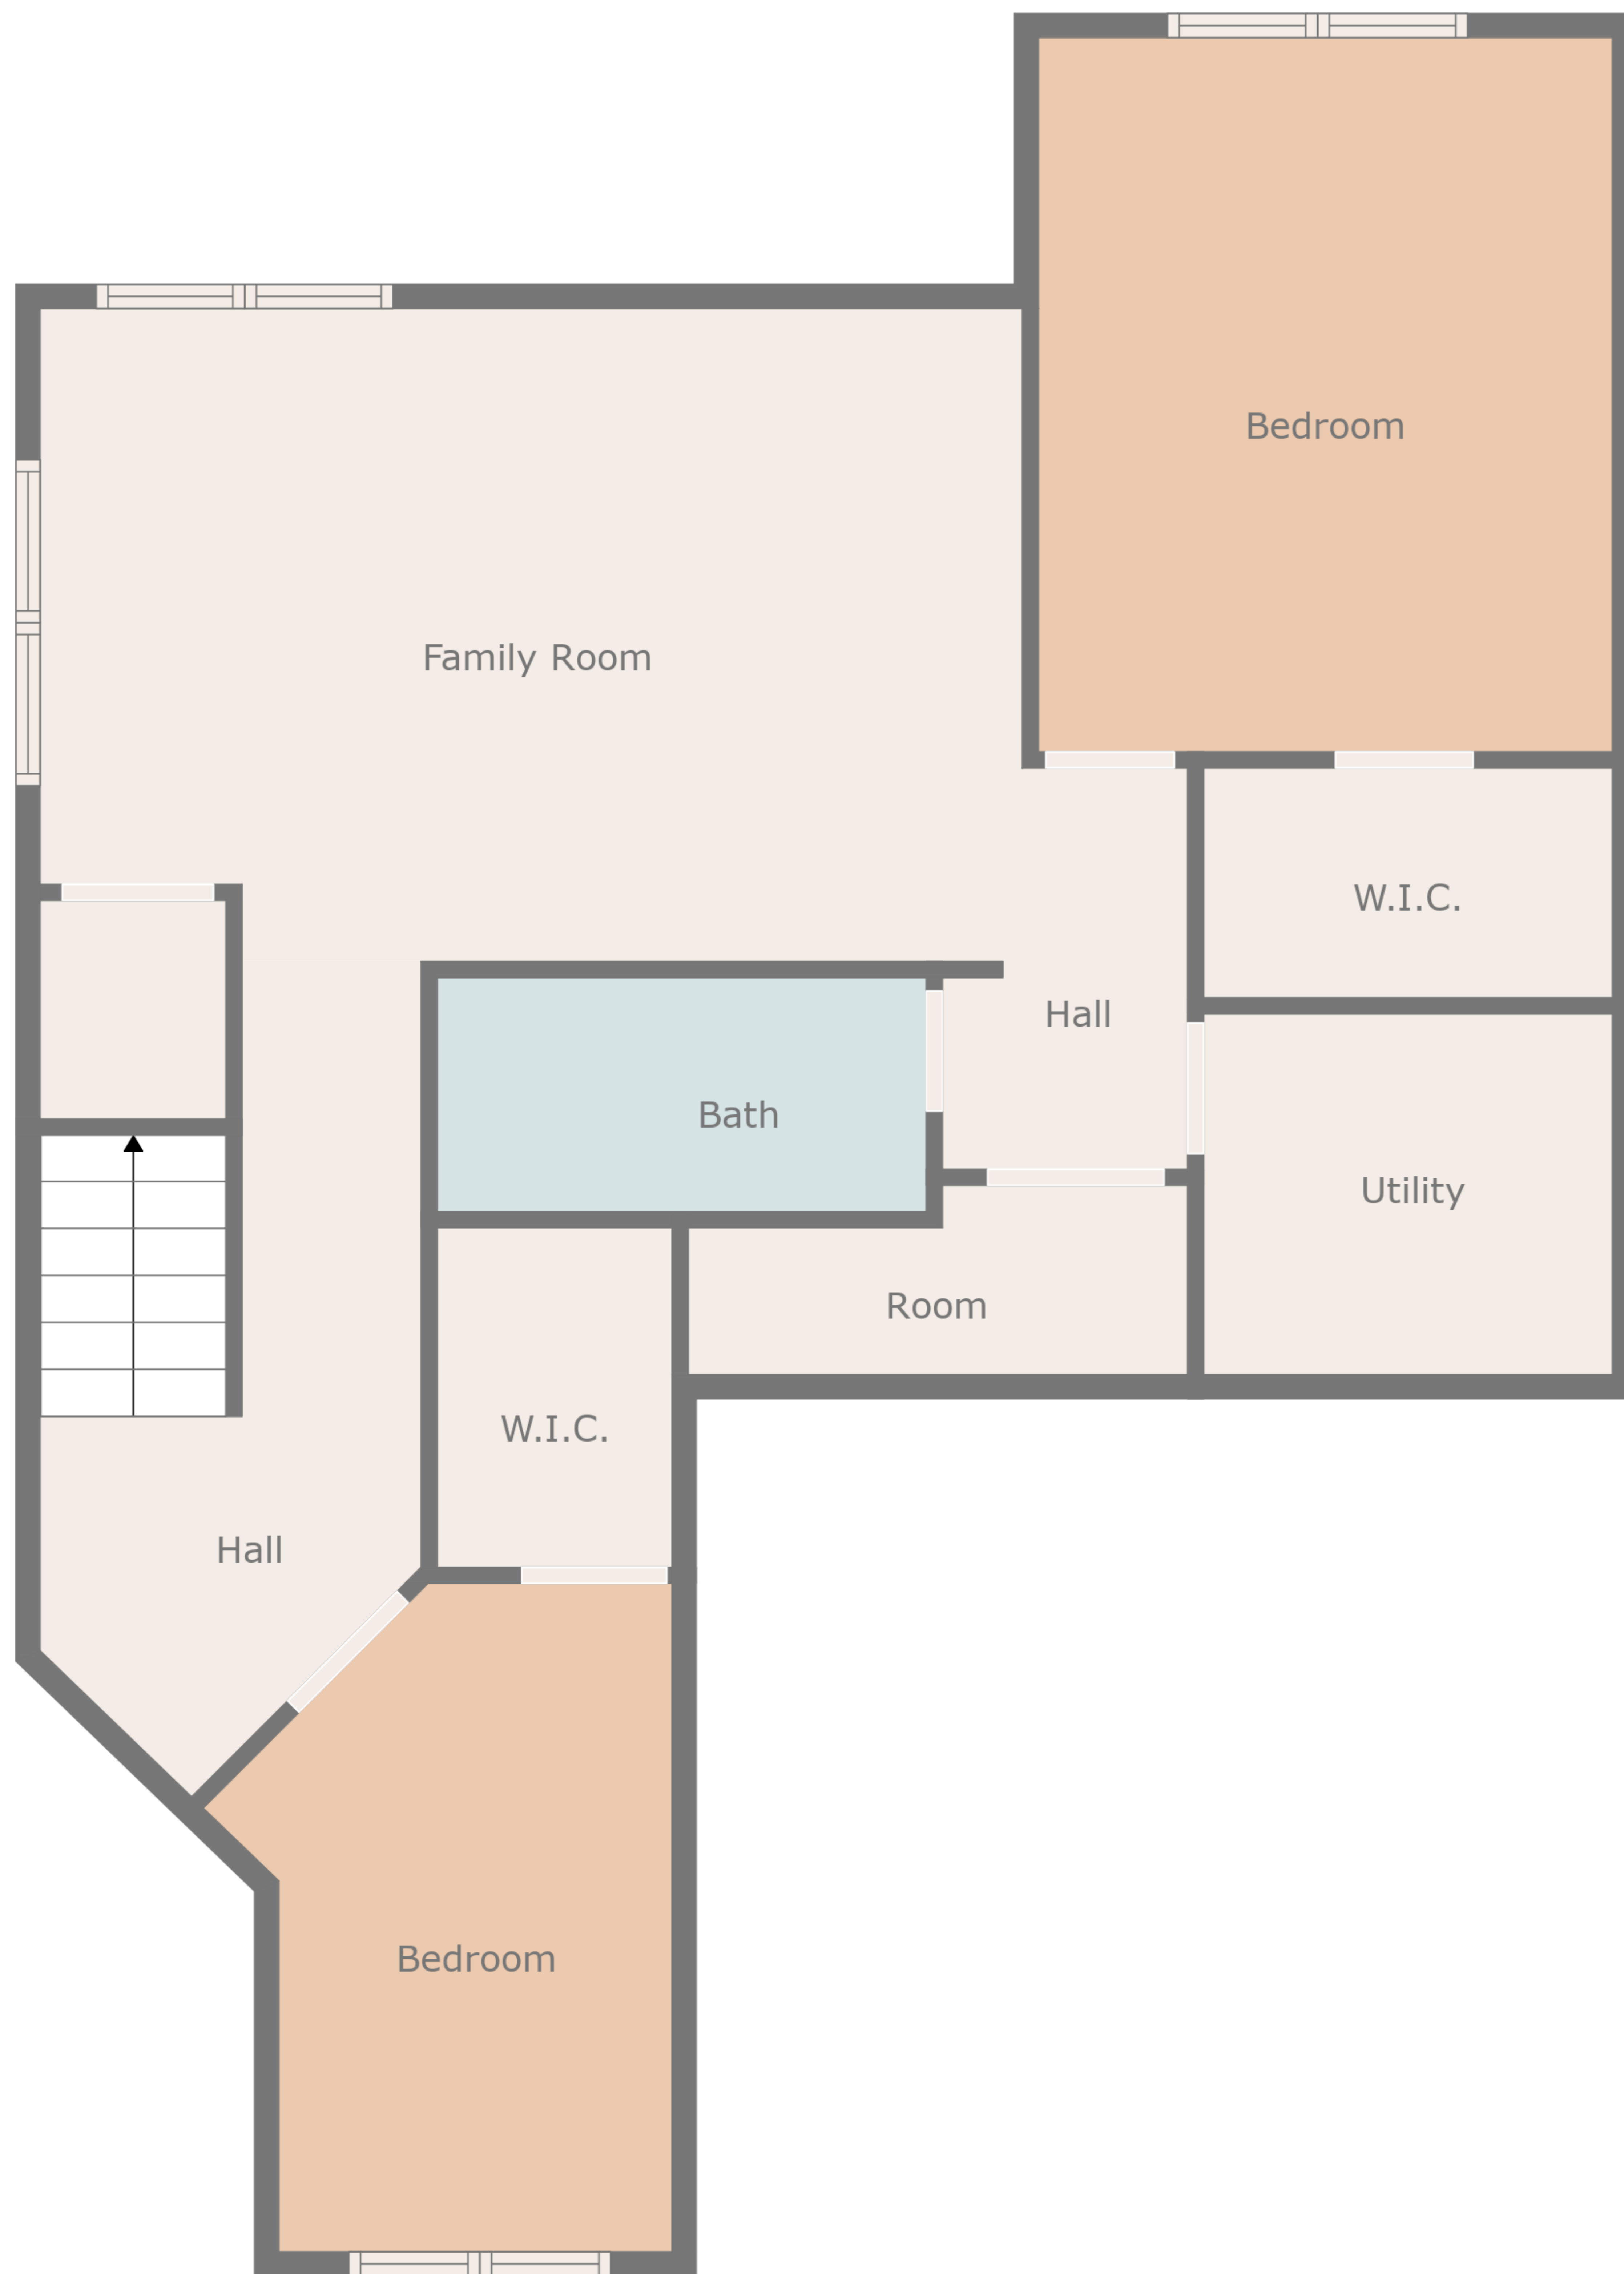 Bedroom
Family Room
W.I.C.
Hall
Bath
Utility
Room
W.I.C.
Hall
Bedroom